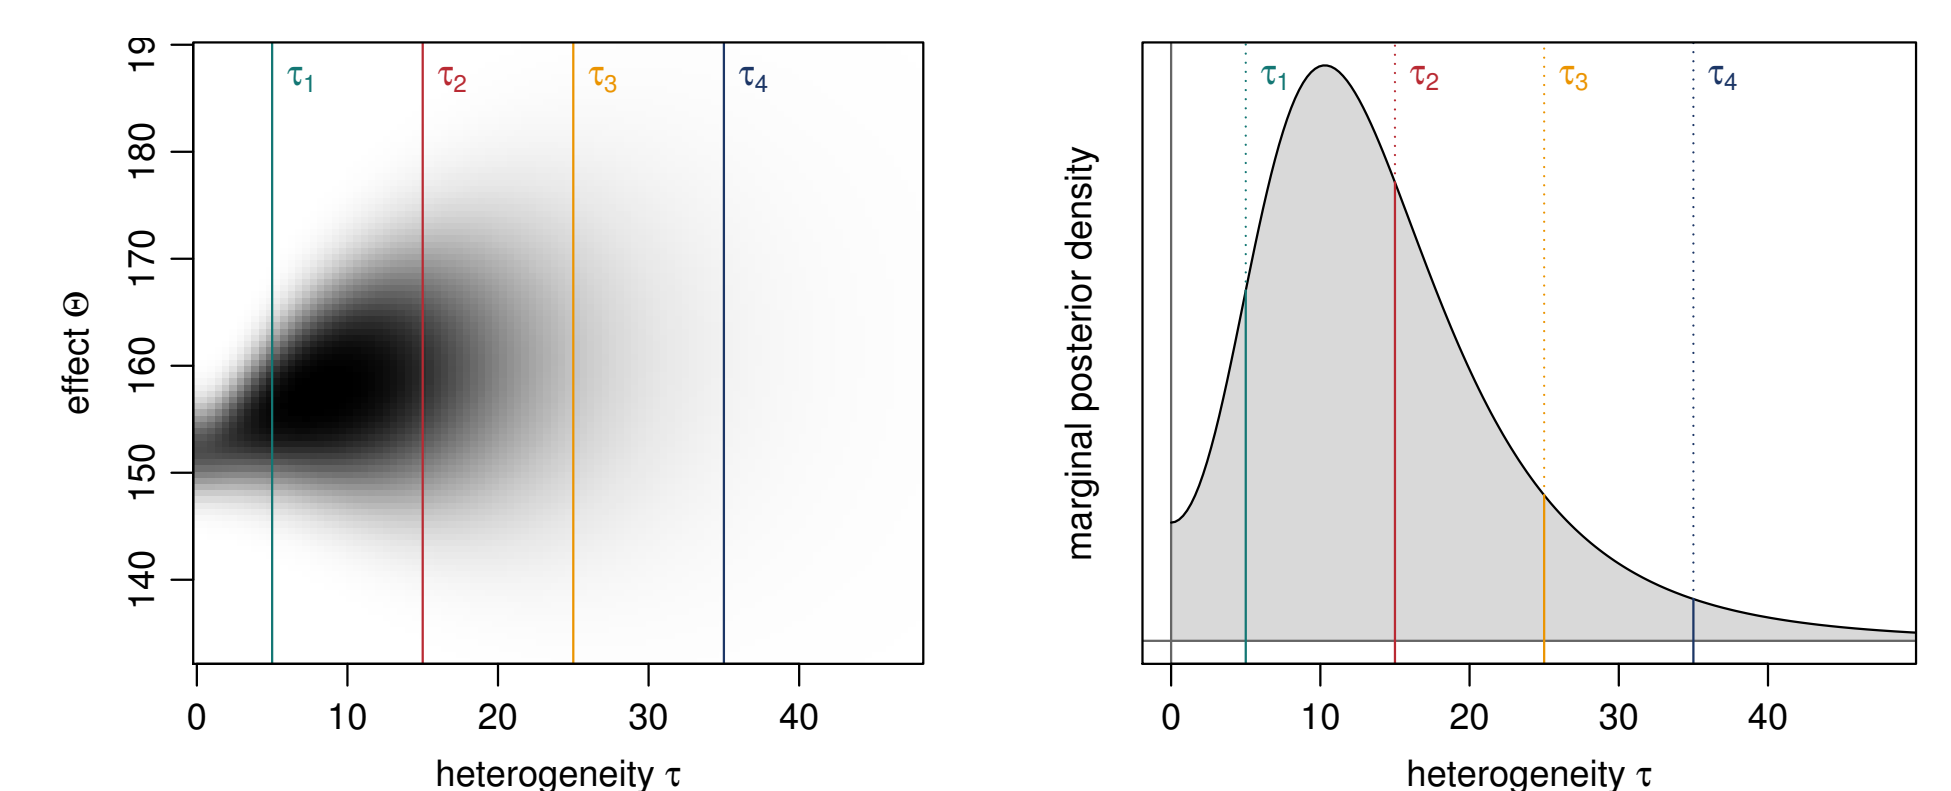 τ1 τ2 τ3 τ4
19
180
170
160
150
140
effect Θ
0 10 20 30 40
heterogeneity τ
τ1 τ2 τ3 τ4
marginal posterior density
0 10 20 30 40
heterogeneity τ